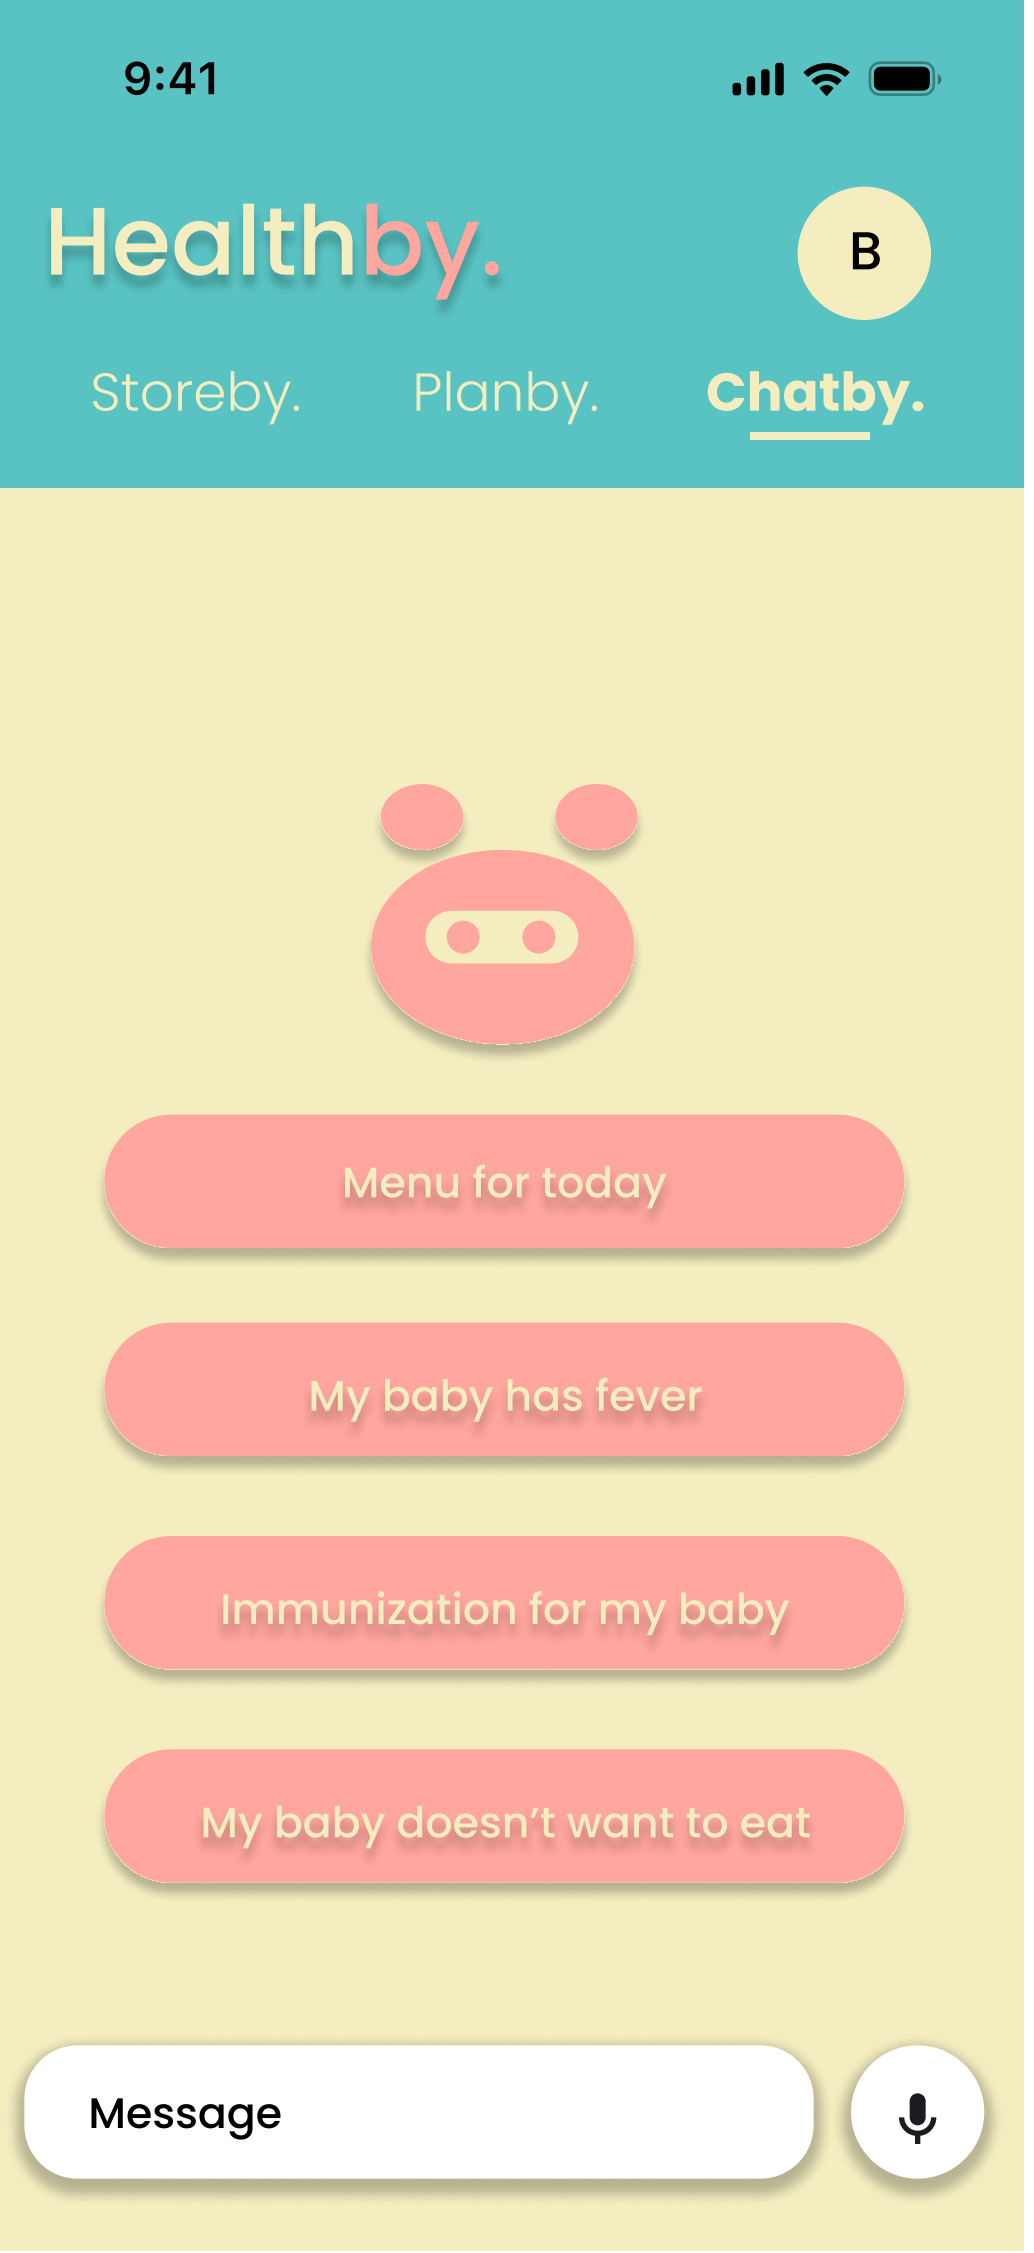 9:41
Healthby.
B
Storeby. Planby. Chatby.
Menu for today
My baby has fever
Immunization for my baby
My baby doesn’t want to eat
Message